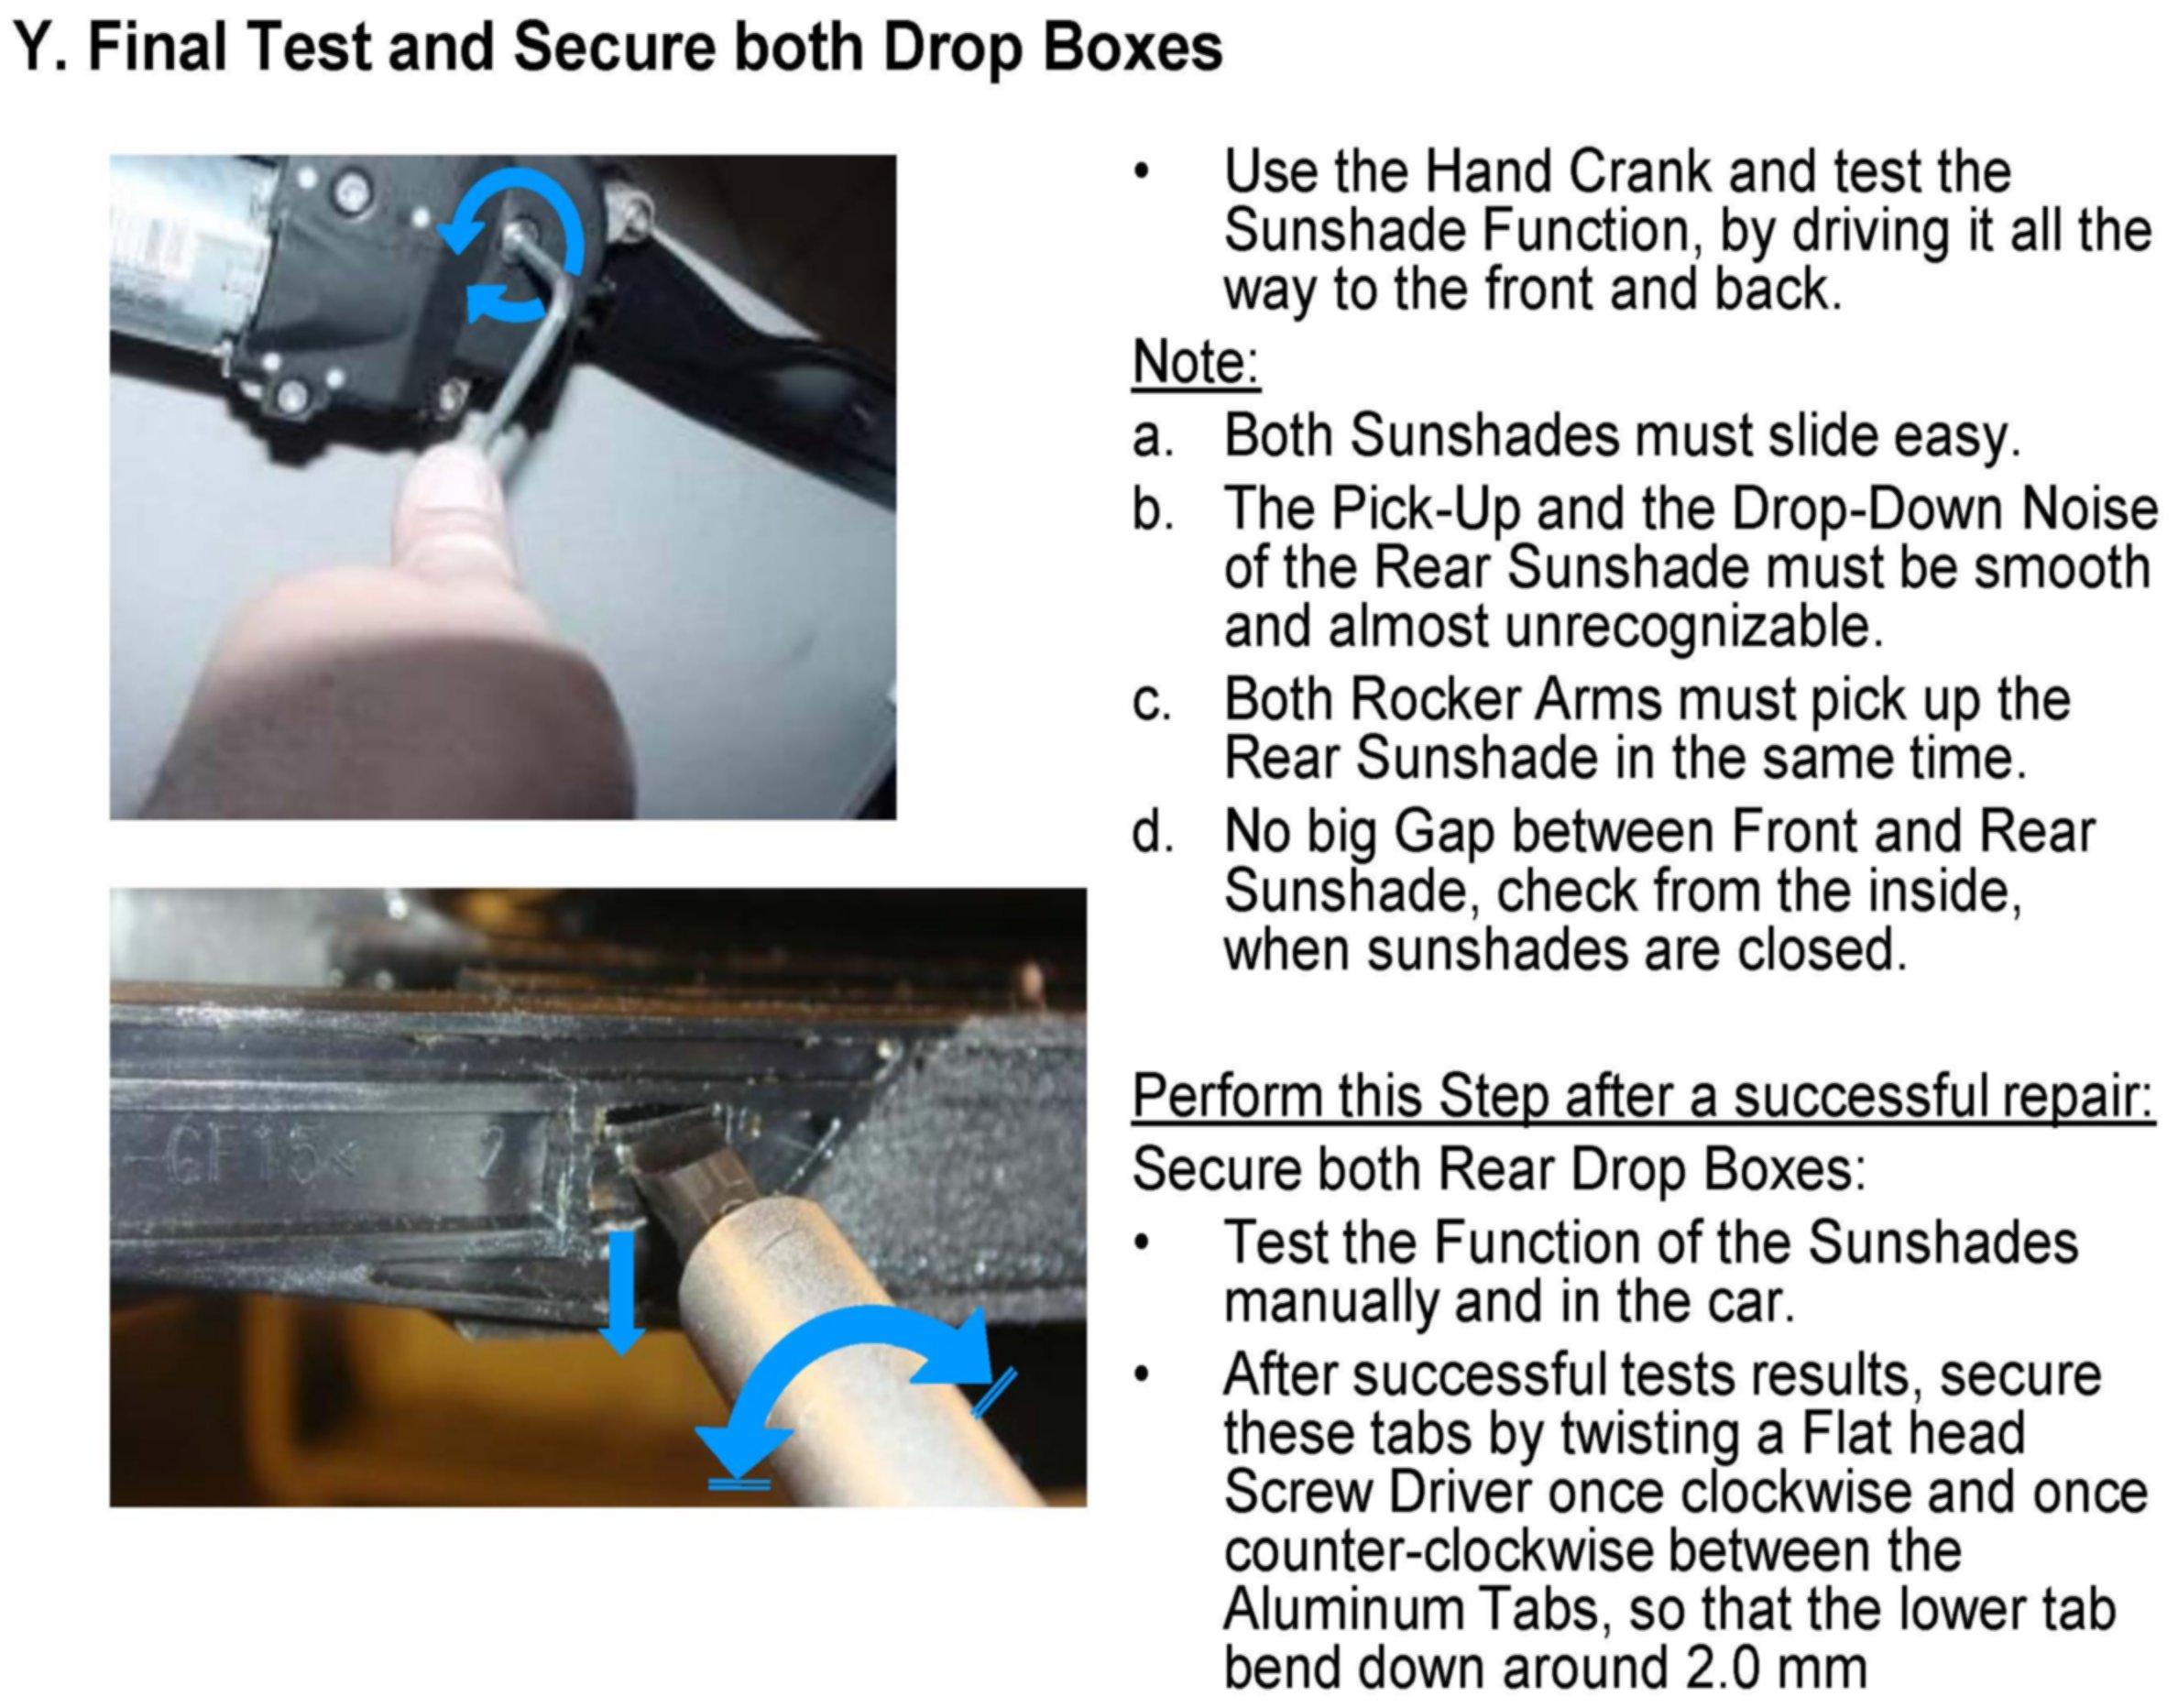 Y. Final Test and Secure both Drop Boxes
• Use the Hand Crank and test the
Sunshade Function, by driving it all the
way to the front and back.
Note:
a. Both Sunshades must slide easy.
b. The Pick-Up and the Drop-Down Noise
of the Rear Sunshade must be smooth
and almost unrecognizable.
c. Both Rocker Arms must pick up the
Rear Sunshade in the same time.
d. No big Gap between Front and Rear
Sunshade, check from the inside,
when sunshades are closed.
-GF15< 2
Perform this Step after a successful repair:
Secure both Rear Drop Boxes:
• Test the Function of the Sunshades
manually and in the car.
• After successful tests results, secure
these tabs by twisting a Flat head
Screw Driver once clockwise and once
counter-clockwise between the
Aluminum Tabs, so that the lower tab
bend down around 2.0 mm